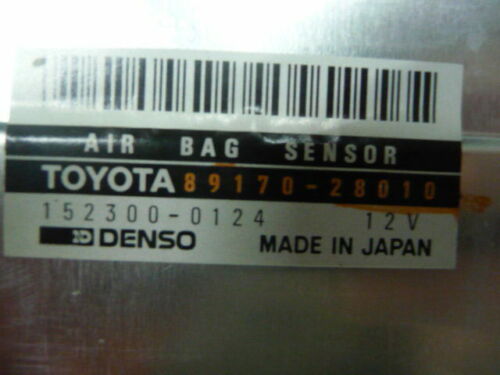 AIR BAG SENSOR
TOYOTA 89170-28010
152300-0124 12V
DENSO MADE IN JAPAN